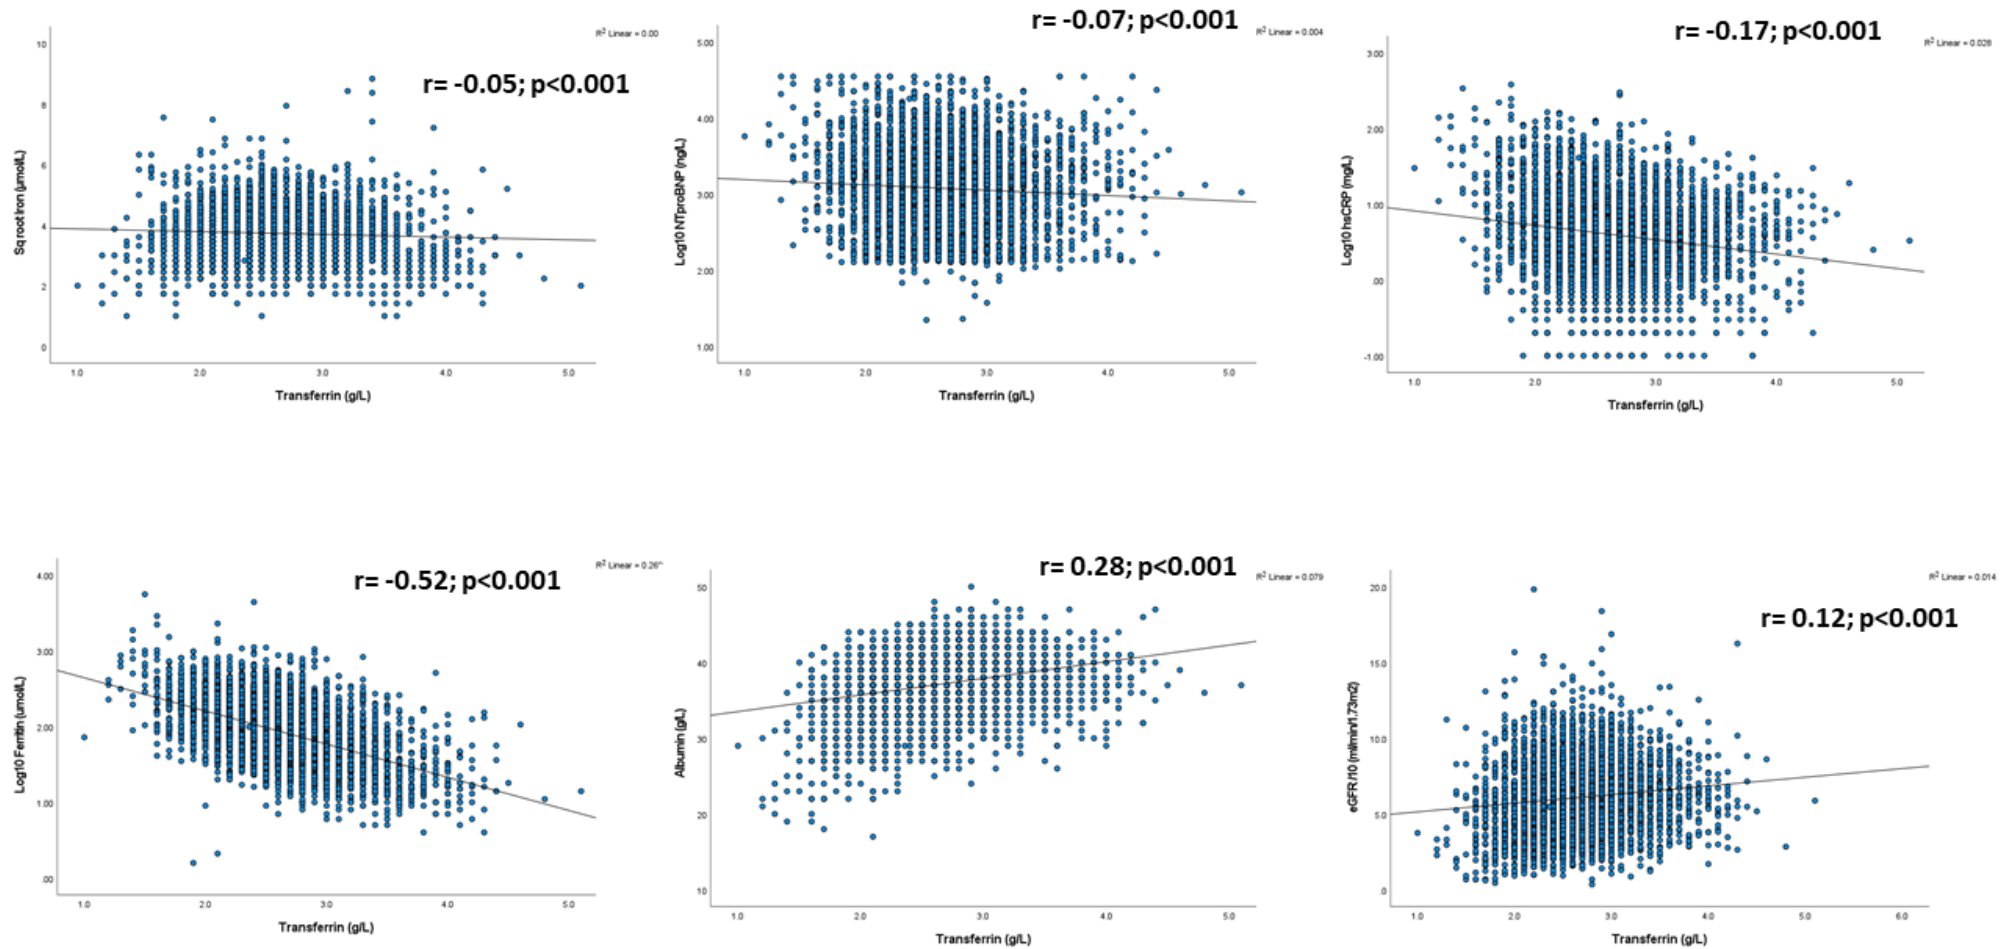 R² Linear = 0.00
r= -0.05; p<0.001
10
8
6
4
2
0
Sq root Iron (µmol/L)
1.0 2.0 3.0 4.0 5.0
Transferrin (g/L)
r= -0.07; p<0.001
R² Linear = 0.004
5.00
4.00
3.00
2.00
1.00
Log10 NTproBNP (ng/L)
1.0 2.0 3.0 4.0 5.0
Transferrin (g/L)
r= -0.17; p<0.001
R² Linear = 0.028
3.00
2.00
1.00
.00
-1.00
Log10 hsCRP (mg/L)
1.0 2.0 3.0 4.0 5.0
Transferrin (g/L)
r= -0.52; p<0.001
R² Linear =
4.00
3.00
2.00
1.00
.00
Log10 Ferritin (µmol/L)
1.0 2.0 3.0 4.0 5.0
Transferrin (g/L)
r= 0.28; p<0.001
R² Linear = 0.079
50
40
30
20
10
Albumin (g/L)
1.0 2.0 3.0 4.0 5.0
Transferrin (g/L)
R² Linear = 0.014
r= 0.12; p<0.001
20.0
15.0
10.0
5.0
.0
eGFR/10 (ml/min/1.73m2)
1.0 2.0 3.0 4.0 5.0 6.0
Transferrin (g/L)